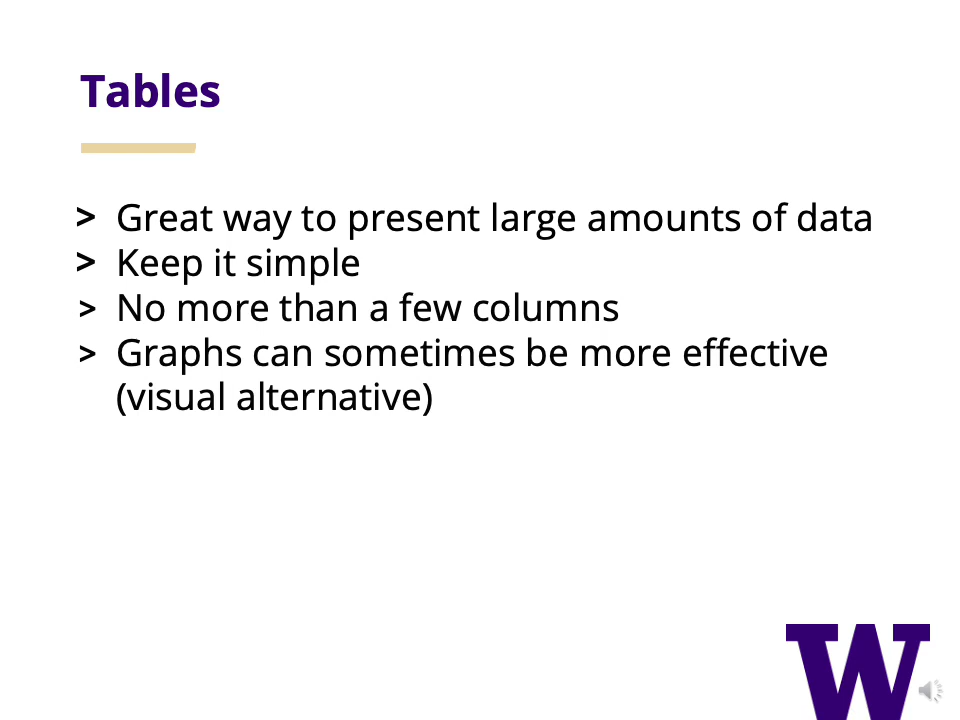 Tables
> Great way to present large amounts of data
> Keep it simple
> No more than a few columns
> Graphs can sometimes be more effective
(visual alternative)
W